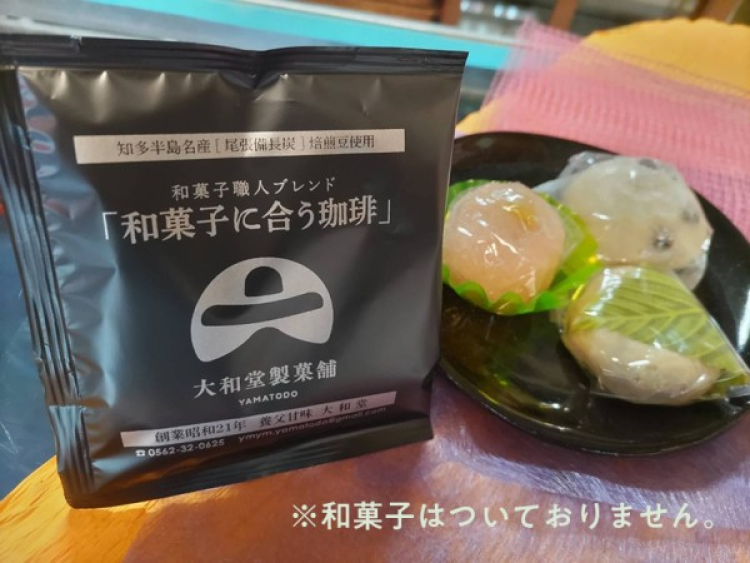 知多半島名産[尾張備長炭]焙煎豆使用
和菓子職人ブレンド
「和菓子に合う珈琲」
大和堂製菓舗
YAMATODO
創業昭和21年 養父甘味 大和堂
☎0562-32-0625 ymym.yamatodo@gmail.com
※和菓子はついておりません。